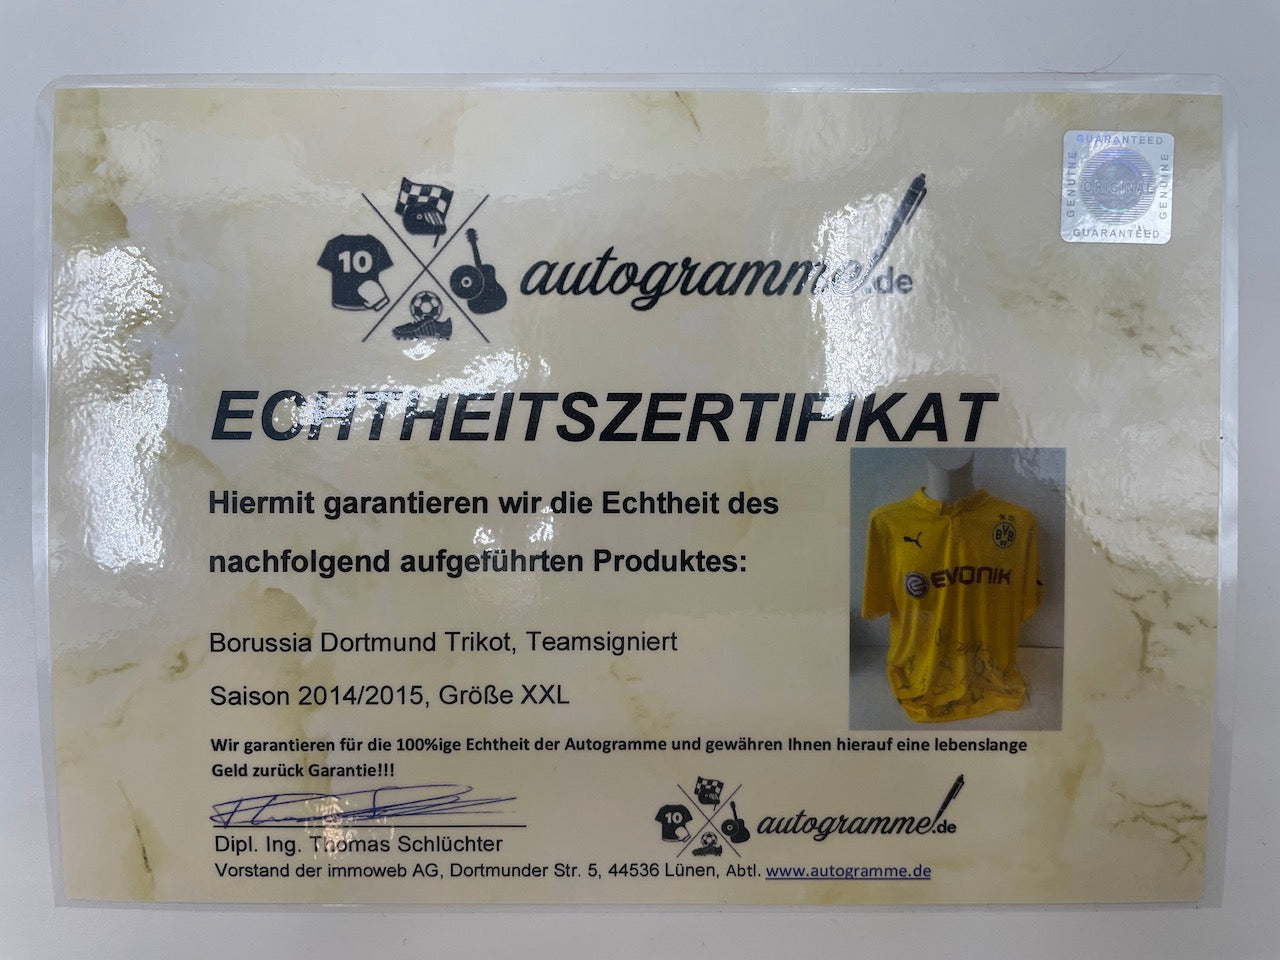 GUARANTEED
GENUINE
ORIGINAL
GENUINE
GUARANTEED
10
autogramme.de
ECHTHEITSZERTIFIKAT
Hiermit garantieren wir die Echtheit des
nachfolgend aufgeführten Produktes:
BVB
09
EVONIK
Borussia Dortmund Trikot, Teamsigniert
Saison 2014/2015, Größe XXL
Wir garantieren für die 100%ige Echtheit der Autogramme und gewähren Ihnen hierauf eine lebenslange
Geld zurück Garantie!!!
10
autogramme.de
Dipl. Ing. Thomas Schlüchter
Vorstand der immoweb AG, Dortmunder Str. 5, 44536 Lünen, Abtl. www.autogramme.de